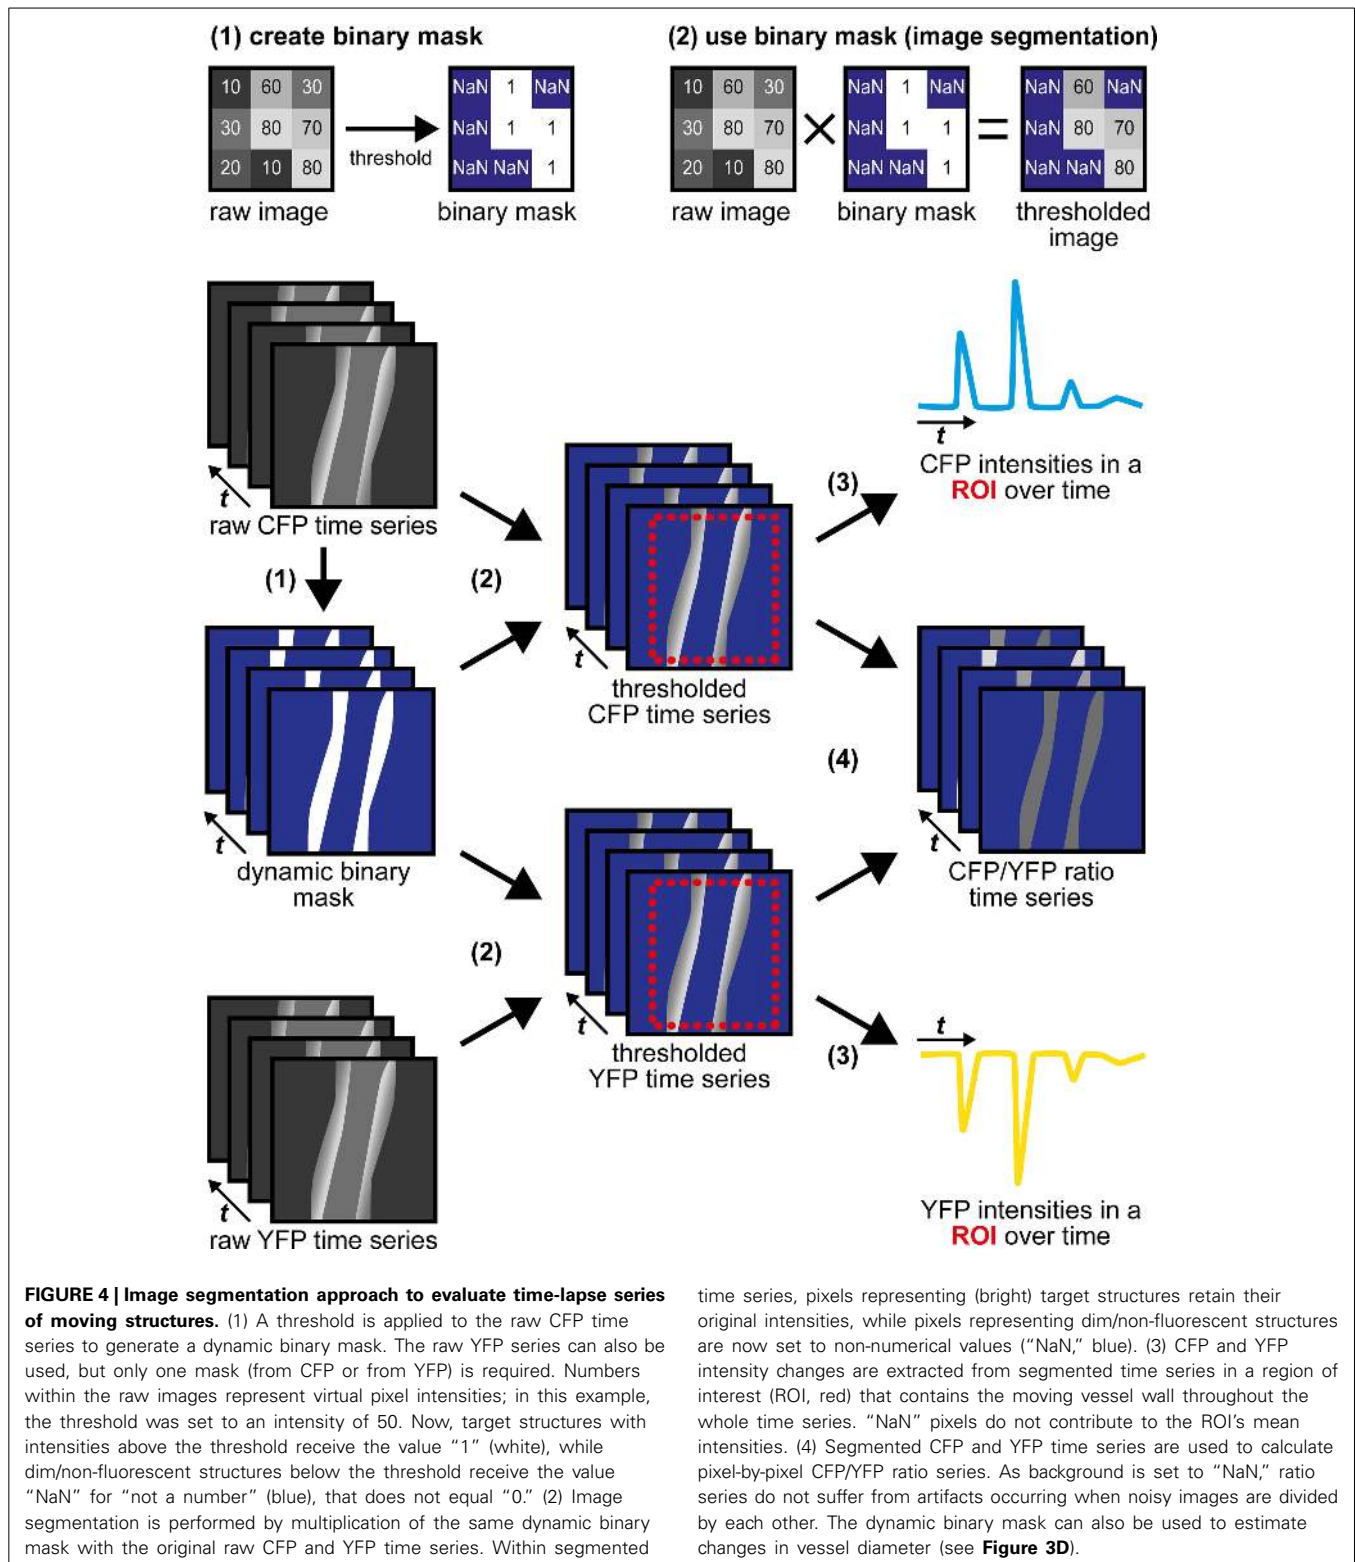 (1) create binary mask
(2) use binary mask (image segmentation)
10 60 30
30 80 70
20 10 80
raw image
threshold
NaN 1 NaN
NaN 1 1
NaN NaN 1
binary mask
10 60 30
30 80 70
20 10 80
raw image
×
NaN 1 NaN
NaN 1 1
NaN NaN 1
binary mask
=
NaN 60 NaN
NaN 80 70
NaN NaN 80
thresholded
image
t
raw CFP time series
(1)
(2)
t
thresholded
CFP time series
(3)
t
CFP intensities in a
ROI over time
t
dynamic binary
mask
(4)
t
CFP/YFP ratio
time series
(2)
t
thresholded
YFP time series
(3)
t
YFP intensities in a
ROI over time
t
raw YFP time series
FIGURE 4 | Image segmentation approach to evaluate time-lapse series
of moving structures. (1) A threshold is applied to the raw CFP time
series to generate a dynamic binary mask. The raw YFP series can also be
used, but only one mask (from CFP or from YFP) is required. Numbers
within the raw images represent virtual pixel intensities; in this example,
the threshold was set to an intensity of 50. Now, target structures with
intensities above the threshold receive the value “1” (white), while
dim/non-fluorescent structures below the threshold receive the value
“NaN” for “not a number” (blue), that does not equal “0.” (2) Image
segmentation is performed by multiplication of the same dynamic binary
mask with the original raw CFP and YFP time series. Within segmented
time series, pixels representing (bright) target structures retain their
original intensities, while pixels representing dim/non-fluorescent structures
are now set to non-numerical values (“NaN,” blue). (3) CFP and YFP
intensity changes are extracted from segmented time series in a region of
interest (ROI, red) that contains the moving vessel wall throughout the
whole time series. “NaN” pixels do not contribute to the ROI’s mean
intensities. (4) Segmented CFP and YFP time series are used to calculate
pixel-by-pixel CFP/YFP ratio series. As background is set to “NaN,” ratio
series do not suffer from artifacts occurring when noisy images are divided
by each other. The dynamic binary mask can also be used to estimate
changes in vessel diameter (see Figure 3D).